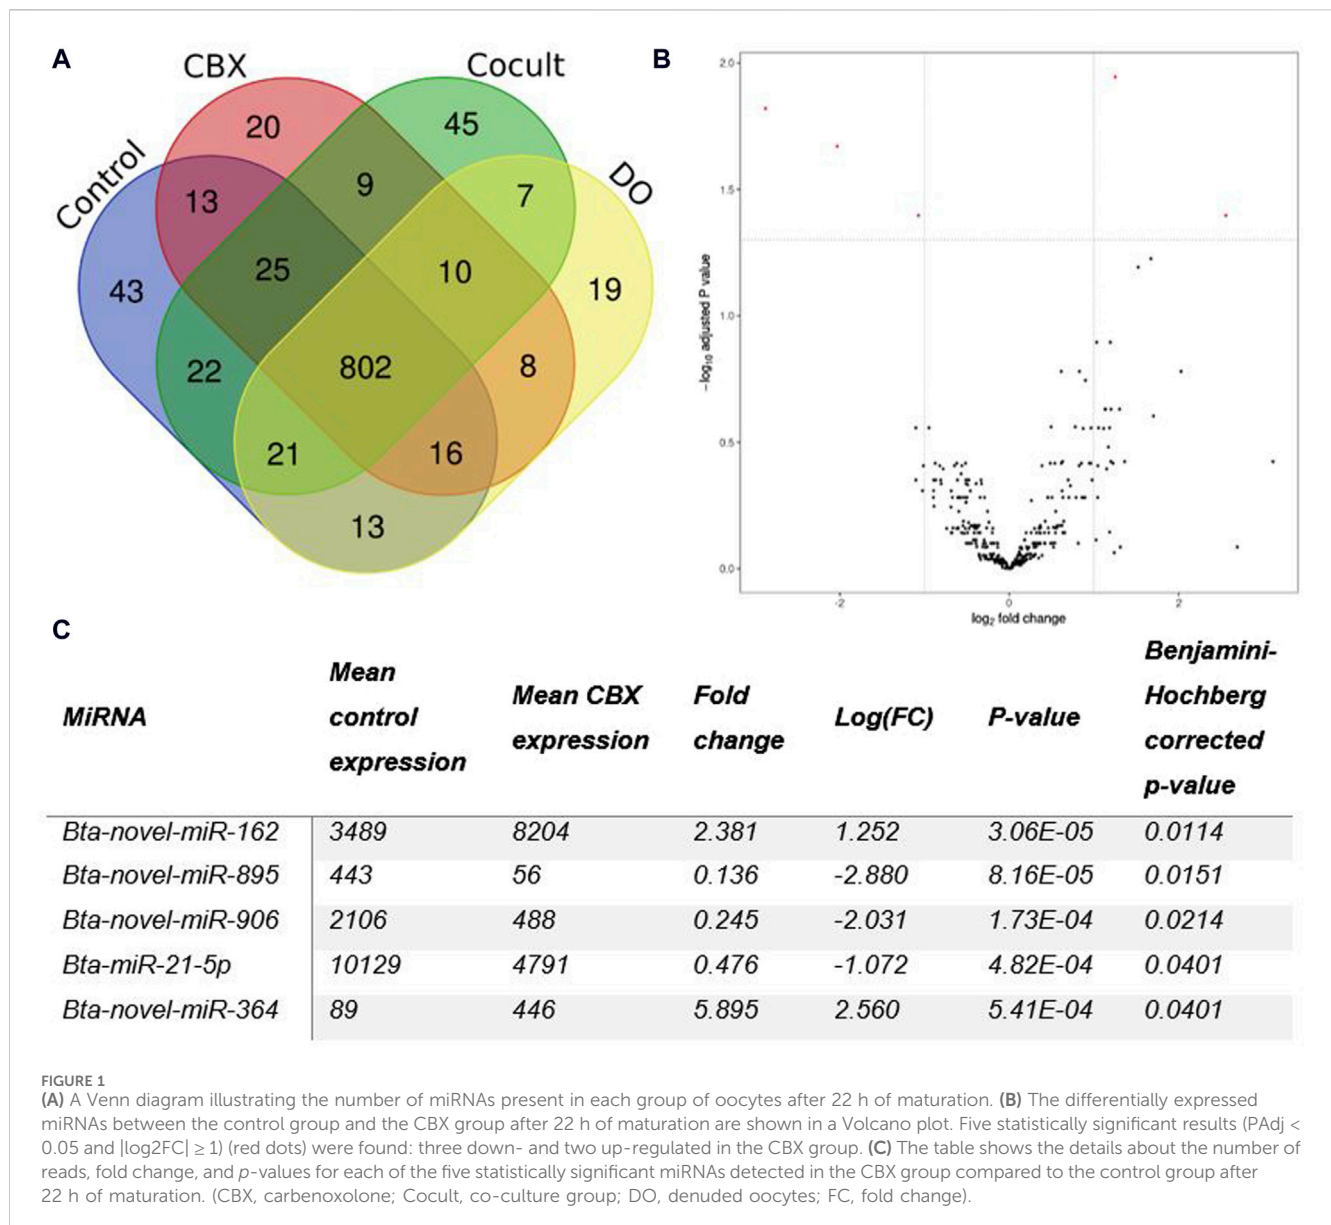 A
CBX
Cocult
Control
DO
20
45
13
9
7
43
25
10
19
22
802
8
21
16
13
B
2.0
1.5
1.0
0.5
0.0
-log10 adjusted P value
-2
0
2
log2 fold change
C
MiRNA
Mean control expression
Mean CBX expression
Fold change
Log(FC)
P-value
Benjamini-Hochberg corrected p-value
Bta-novel-miR-162 3489 8204 2.381 1.252 3.06E-05 0.0114
Bta-novel-miR-895 443 56 0.136 -2.880 8.16E-05 0.0151
Bta-novel-miR-906 2106 488 0.245 -2.031 1.73E-04 0.0214
Bta-miR-21-5p 10129 4791 0.476 -1.072 4.82E-04 0.0401
Bta-novel-miR-364 89 446 5.895 2.560 5.41E-04 0.0401
FIGURE 1
(A) A Venn diagram illustrating the number of miRNAs present in each group of oocytes after 22 h of maturation. (B) The differentially expressed
miRNAs between the control group and the CBX group after 22 h of maturation are shown in a Volcano plot. Five statistically significant results (PAdj <
0.05 and |log2FC| ≥ 1) (red dots) were found: three down- and two up-regulated in the CBX group. (C) The table shows the details about the number of
reads, fold change, and p-values for each of the five statistically significant miRNAs detected in the CBX group compared to the control group after
22 h of maturation. (CBX, carbenoxolone; Cocult, co-culture group; DO, denuded oocytes; FC, fold change).